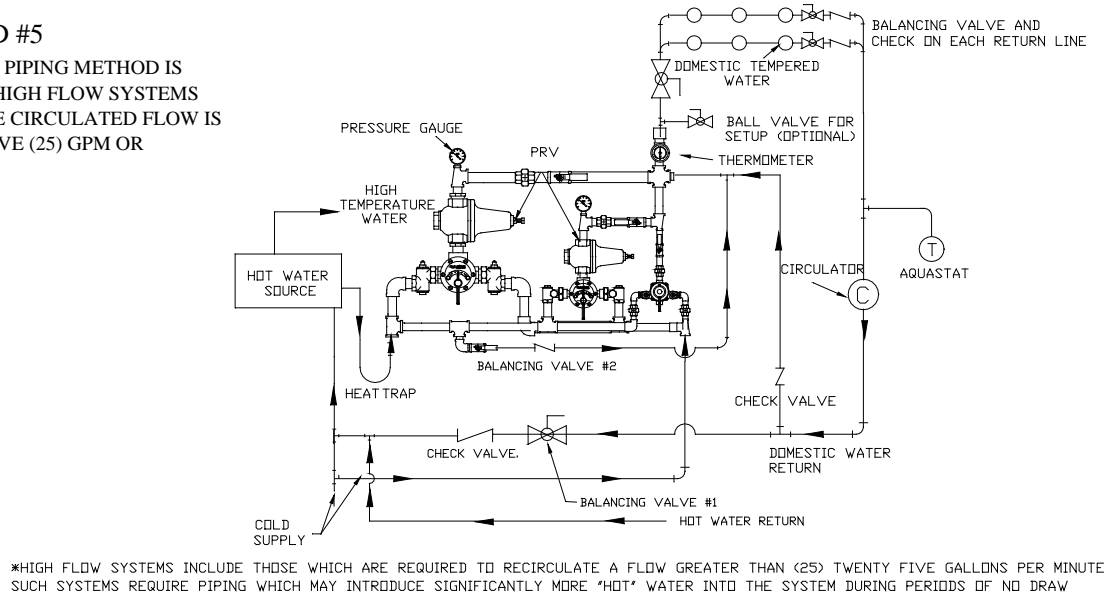 D #5
PIPING METHOD IS
HIGH FLOW SYSTEMS
E CIRCULATED FLOW IS
VE (25) GPM OR
BALANCING VALVE AND
CHECK ON EACH RETURN LINE
DOMESTIC TEMPERED
WATER
PRESSURE GAUGE
PRV
BALL VALVE FOR
SETUP (OPTIONAL)
THERMOMETER
HIGH
TEMPERATURE
WATER
HOT WATER
SOURCE
CIRCULATOR
T
AQUASTAT
C
BALANCING VALVE #2
HEAT TRAP
CHECK VALVE
CHECK VALVE
DOMESTIC WATER
RETURN
BALANCING VALVE #1
HOT WATER RETURN
COLD
SUPPLY
*HIGH FLOW SYSTEMS INCLUDE THOSE WHICH ARE REQUIRED TO RECIRCULATE A FLOW GREATER THAN (25) TWENTY FIVE GALLONS PER MINUTE
SUCH SYSTEMS REQUIRE PIPING WHICH MAY INTRODUCE SIGNIFICANTLY MORE "HOT" WATER INTO THE SYSTEM DURING PERIODS OF NO DRAW